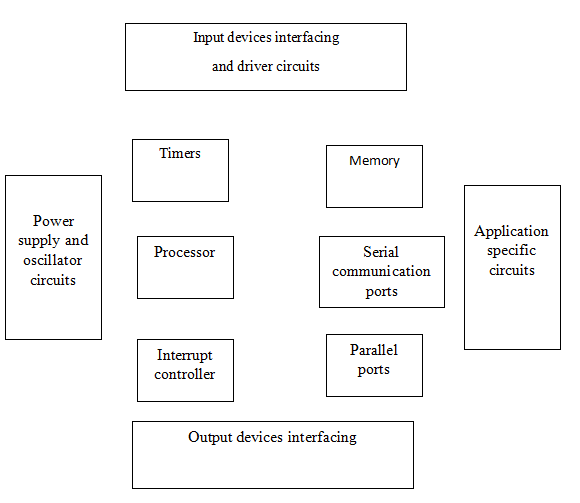 Input devices interfacing
and driver circuits
Timers
Memory
Power
supply and
oscillator
circuits
Processor
Serial
communication
ports
Application
specific
circuits
Interrupt
controller
Parallel
ports
Output devices interfacing